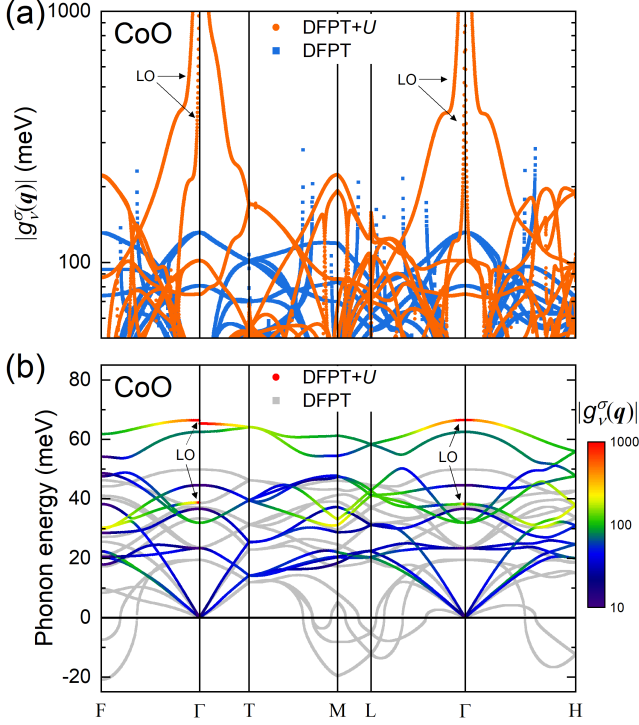 (a)
1000
CoO
DFPT+U
DFPT
LO
LO
|g^σ_ν(q)| (meV)
100
(b)
80
CoO
DFPT+U
DFPT
|g^σ_ν(q)|
60
LO
LO
1000
40
100
20
10
0
-20
Phonon energy (meV)
F Γ T M L Γ H